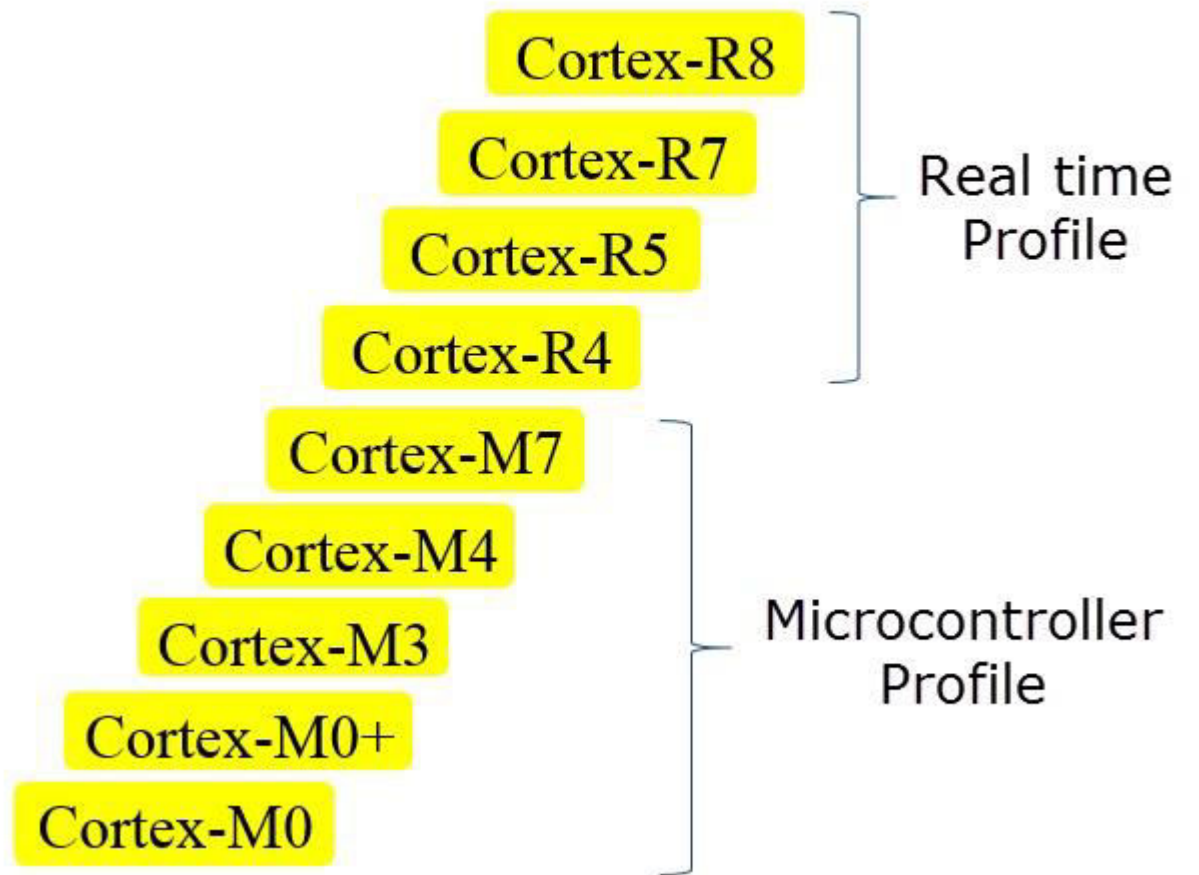 Cortex-R8
Cortex-R7
Cortex-R5
Cortex-R4
Real time
Profile
Cortex-M7
Cortex-M4
Cortex-M3
Cortex-M0+
Cortex-M0
Microcontroller
Profile